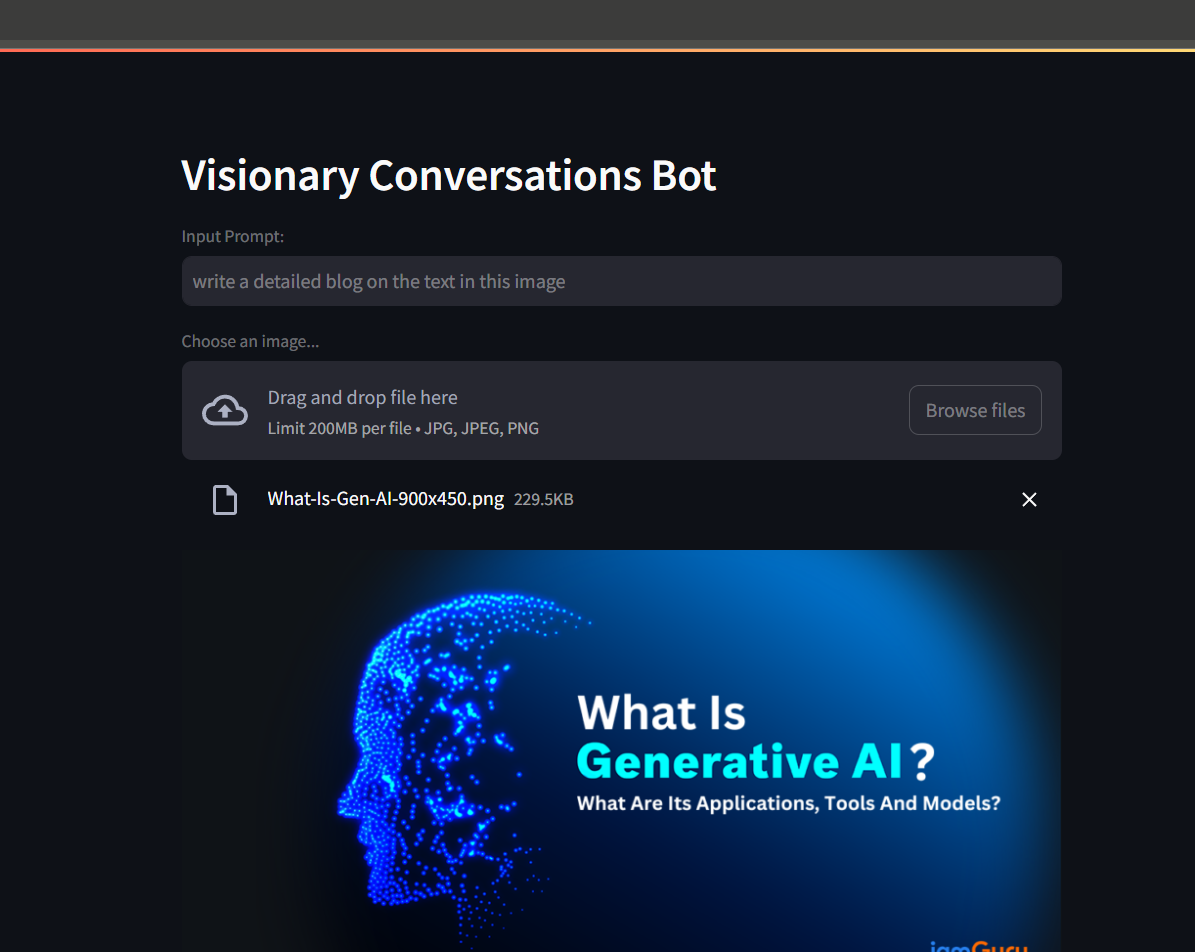 Visionary Conversations Bot
Input Prompt:
write a detailed blog on the text in this image
Choose an image...
Drag and drop file here
Limit 200MB per file • JPG, JPEG, PNG
Browse files
What-Is-Gen-AI-900x450.png 229.5KB
What Is
Generative AI?
What Are Its Applications, Tools And Models?